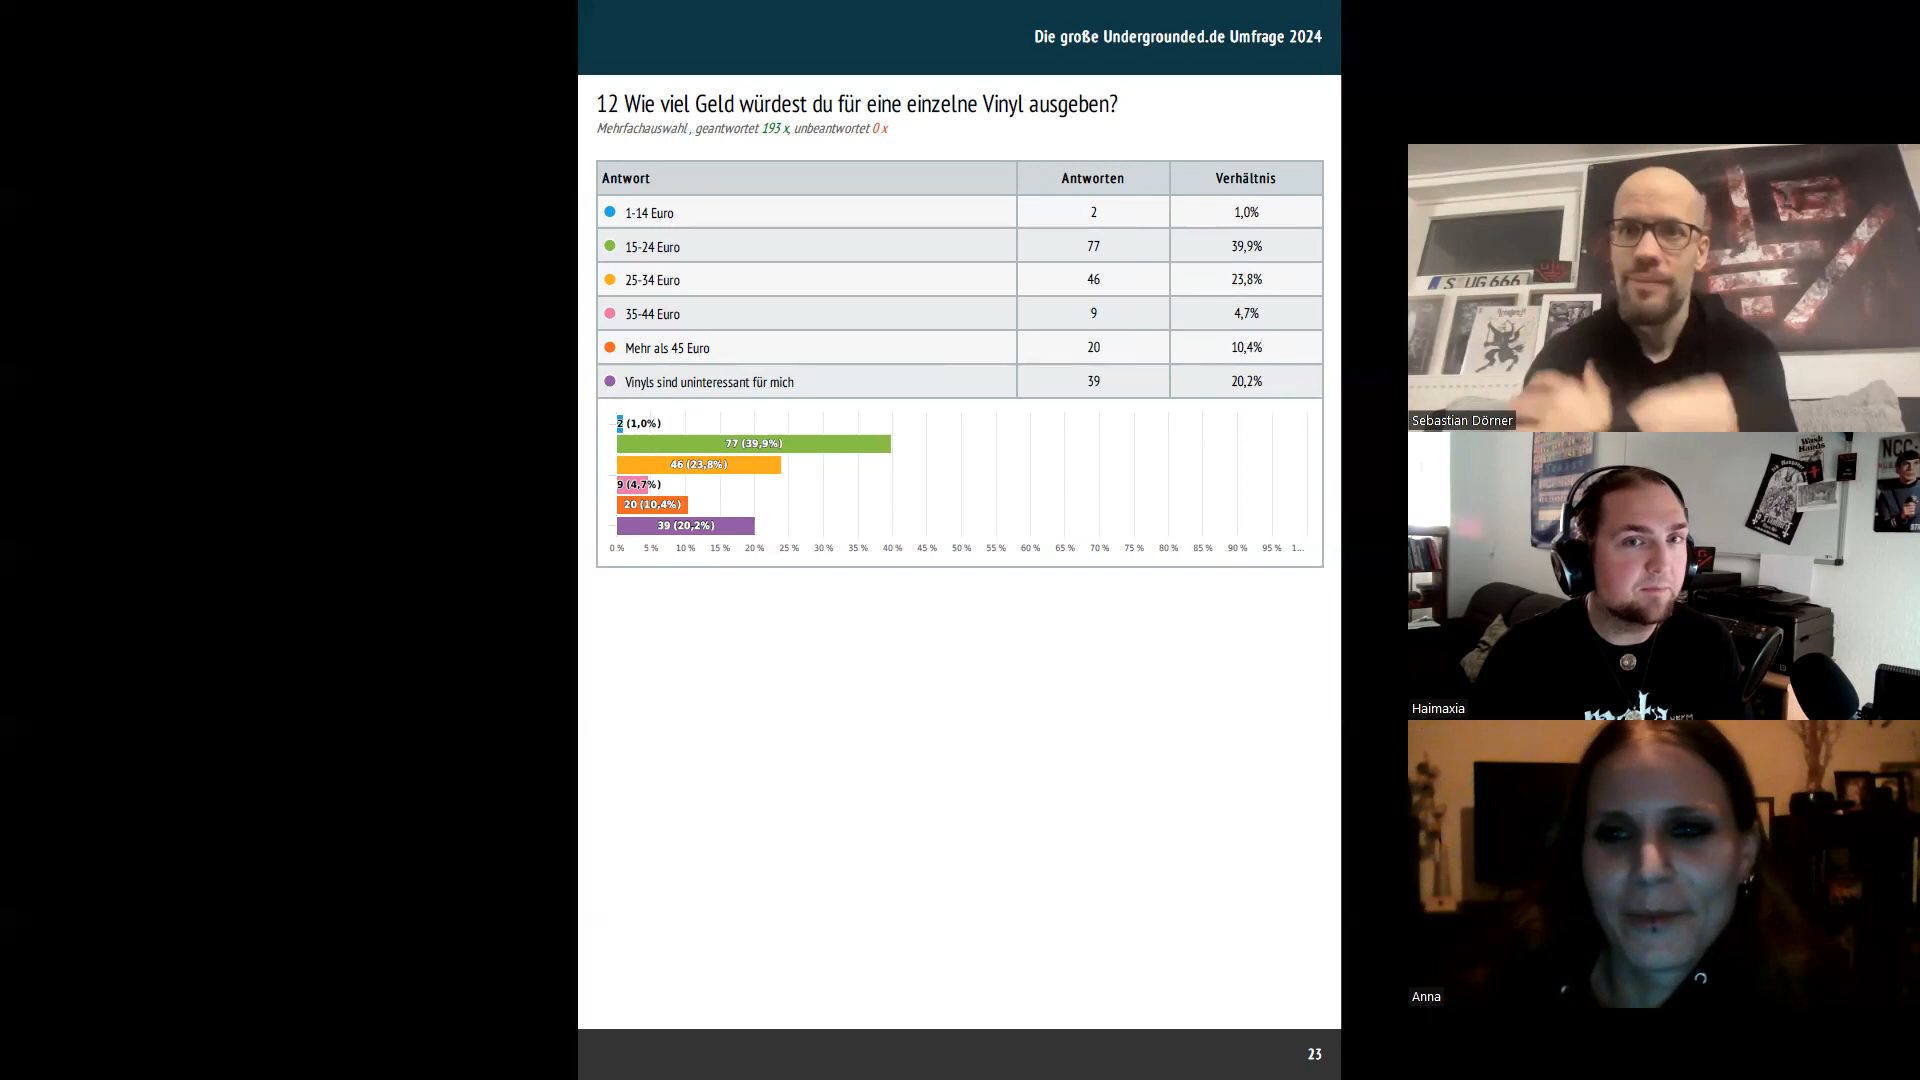 Die große Undergrounded.de Umfrage 2024
12 Wie viel Geld würdest du für eine einzelne Vinyl ausgeben?
Mehrfachauswahl , geantwortet 193 x, unbeantwortet 0 x
Antwort Antworten Verhältnis
1-14 Euro 2 1,0%
15-24 Euro 77 39,9%
25-34 Euro 46 23,8%
35-44 Euro 9 4,7%
Mehr als 45 Euro 20 10,4%
Vinyls sind uninteressant für mich 39 20,2%
2 (1,0%)
77 (39,9%)
46 (23,8%)
9 (4,7%)
20 (10,4%)
39 (20,2%)
0 % 5 % 10 % 15 % 20 % 25 % 30 % 35 % 40 % 45 % 50 % 55 % 60 % 65 % 70 % 75 % 80 % 85 % 90 % 95 % 1...
23
S UG 666
Sebastian Dörner
Wash
Hands
NCC-
Haimaxia
Anna